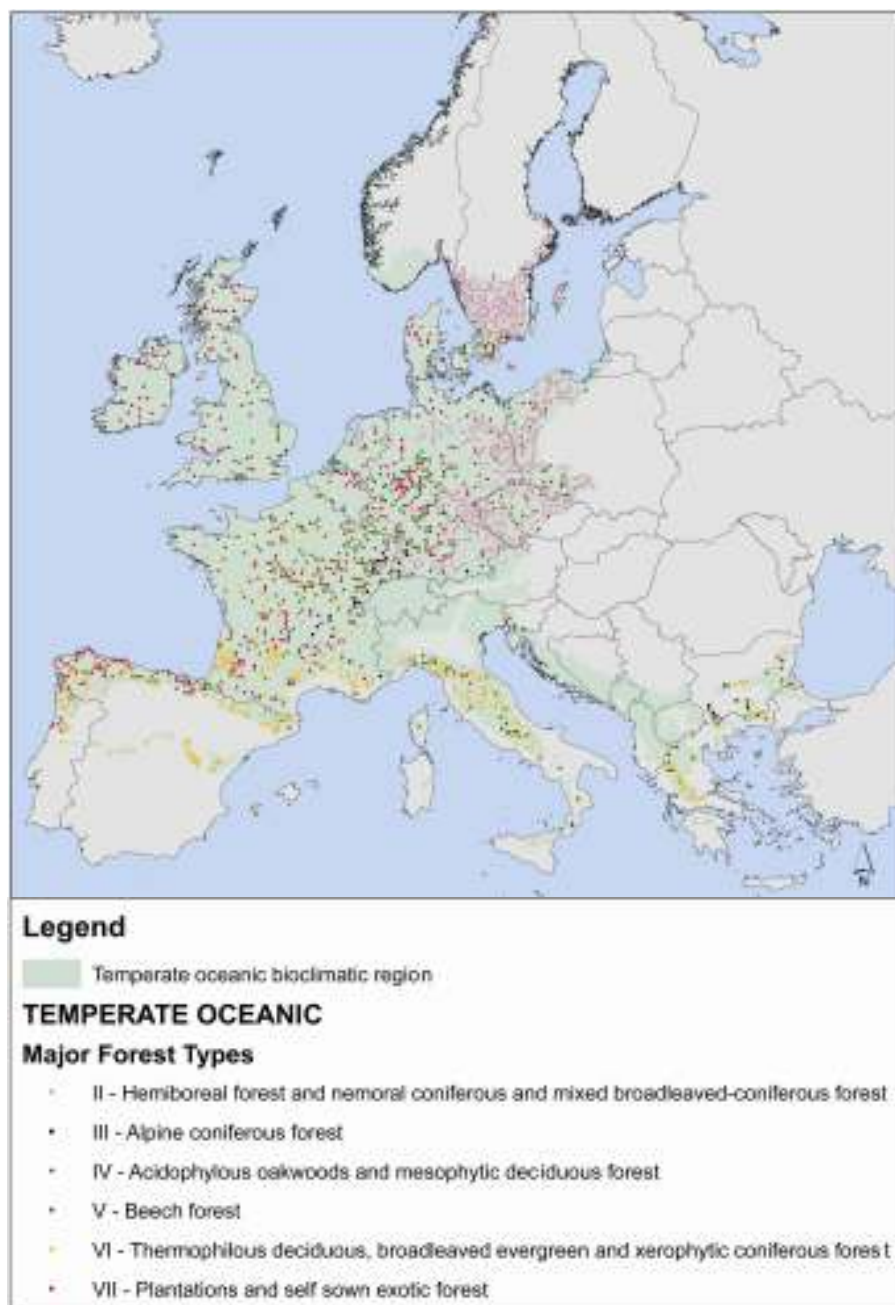 N
Legend
Temperate oceanic bioclimatic region
TEMPERATE OCEANIC
Major Forest Types
II - Hemiboreal forest and nemoral coniferous and mixed broadleaved-coniferous forest
III - Alpine coniferous forest
IV - Acidophylous oakwoods and mesophytic deciduous forest
V - Beech forest
VI - Thermophilous deciduous, broadleaved evergreen and xerophytic coniferous forest
VII - Plantations and self sown exotic forest